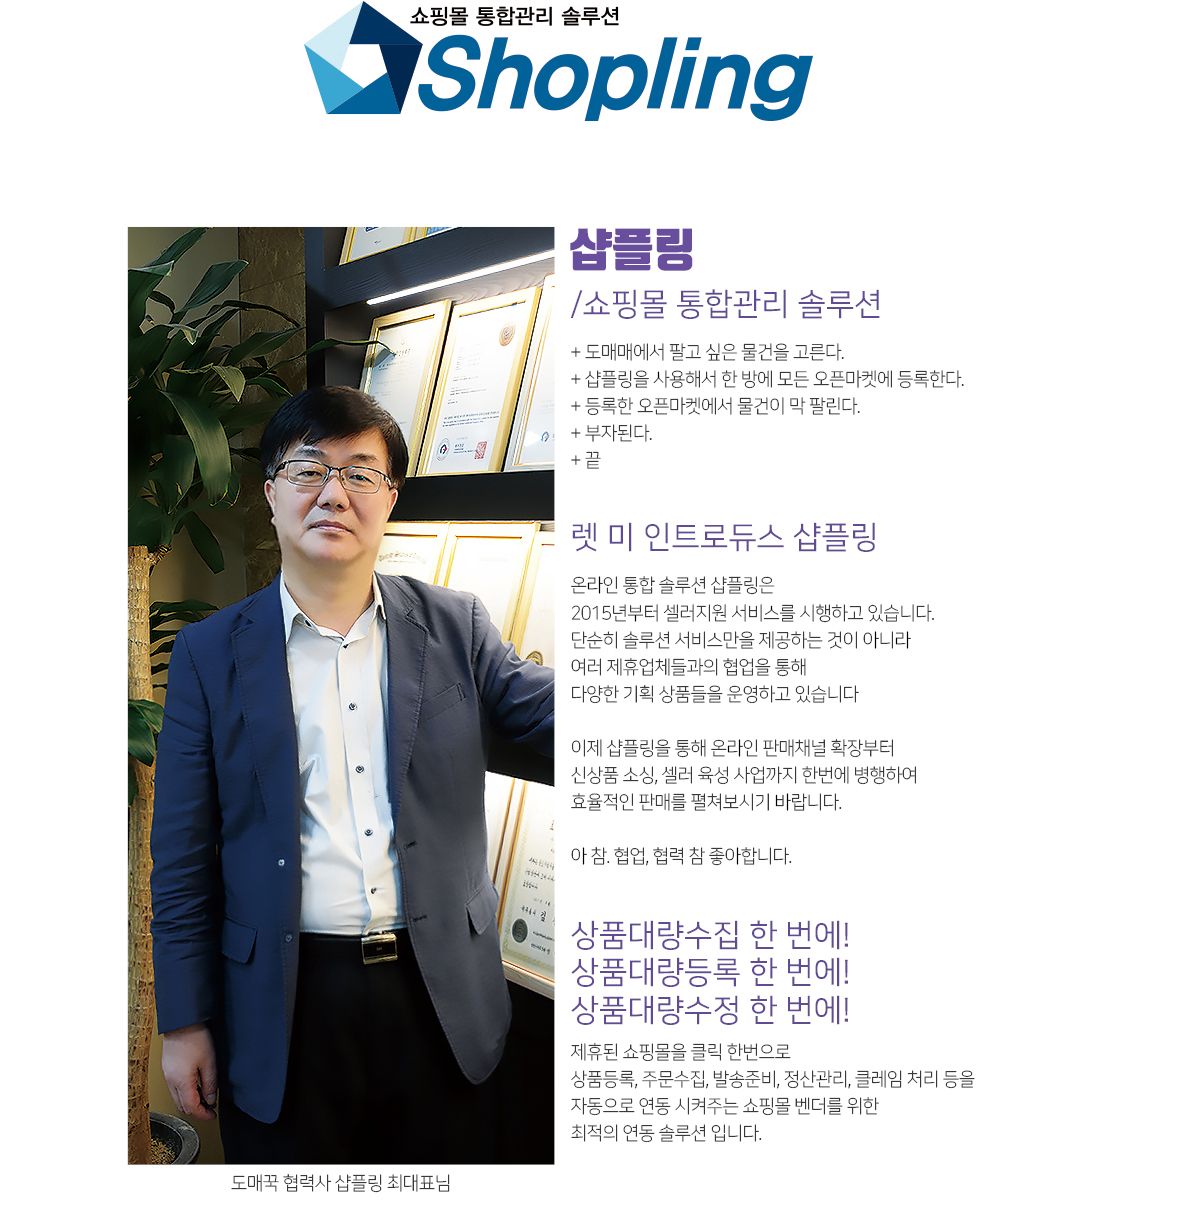 쇼핑몰 통합관리 솔루션
Shopling
샵플링
/쇼핑몰 통합관리 솔루션
+ 도매매에서 팔고 싶은 물건을 고른다.
+ 샵플링을 사용해서 한 방에 모든 오픈마켓에 등록한다.
+ 등록한 오픈마켓에서 물건이 막 팔린다.
+ 부자된다.
+ 끝
렛 미 인트로듀스 샵플링
온라인 통합 솔루션 샵플링은
2015년부터 셀러지원 서비스를 시행하고 있습니다.
단순히 솔루션 서비스만을 제공하는 것이 아니라
여러 제휴업체들과의 협업을 통해
다양한 기획 상품들을 운영하고 있습니다
이제 샵플링을 통해 온라인 판매채널 확장부터
신상품 소싱, 셀러 육성 사업까지 한번에 병행하여
효율적인 판매를 펼쳐보시기 바랍니다.
아 참. 협업, 협력 참 좋아합니다.
상품대량수집 한 번에!
상품대량등록 한 번에!
상품대량수정 한 번에!
제휴된 쇼핑몰을 클릭 한번으로
상품등록, 주문수집, 발송준비, 정산관리, 클레임 처리 등을
자동으로 연동 시켜주는 쇼핑몰 벤더를 위한
최적의 연동 솔루션 입니다.
도매꾹 협력사 샵플링 최대표님